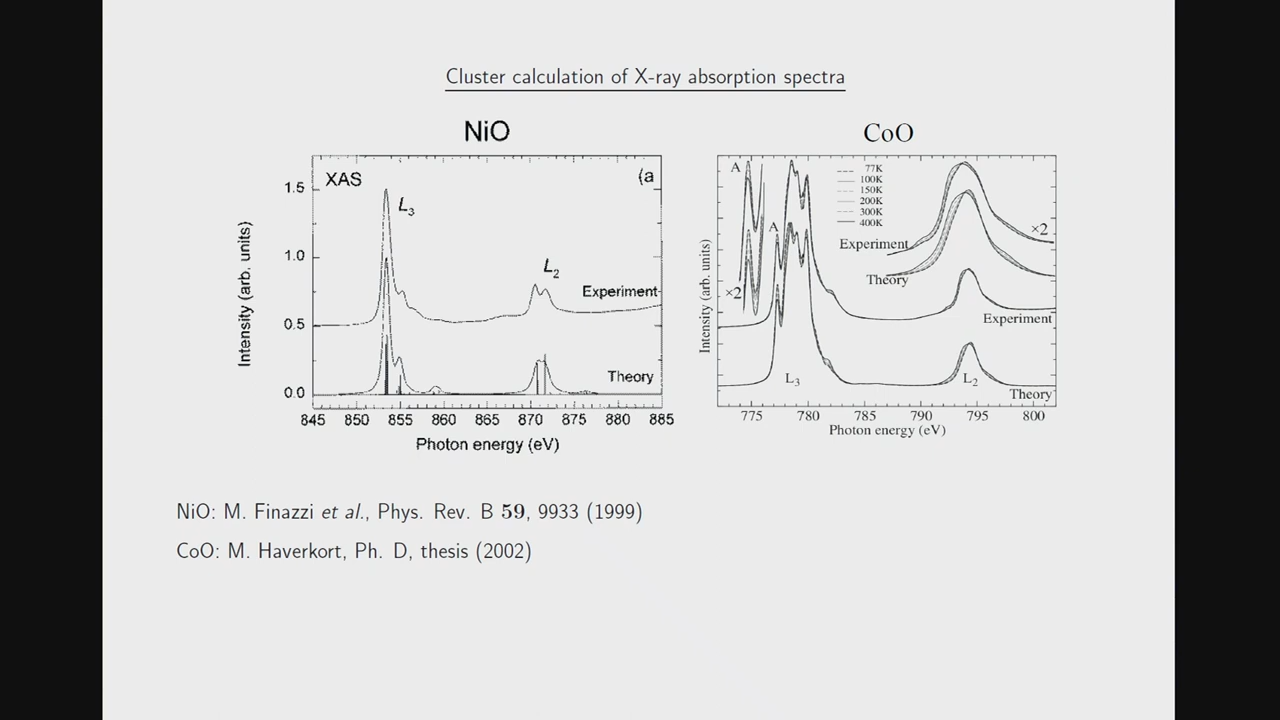 Cluster calculation of X-ray absorption spectra
NiO
XAS
(a
L3
L2
Experiment
Theory
1.5
1.0
0.5
0.0
845 850 855 860 865 870 875 880 885
Photon energy (eV)
Intensity (arb. units)
CoO
A
77K
100K
150K
200K
300K
400K
A
×2
Experiment
Theory
×2
Experiment
L3
L2
Theory
775 780 785 790 795 800
Photon energy (eV)
Intensity (arb. units)
NiO: M. Finazzi et al., Phys. Rev. B 59, 9933 (1999)
CoO: M. Haverkort, Ph. D, thesis (2002)